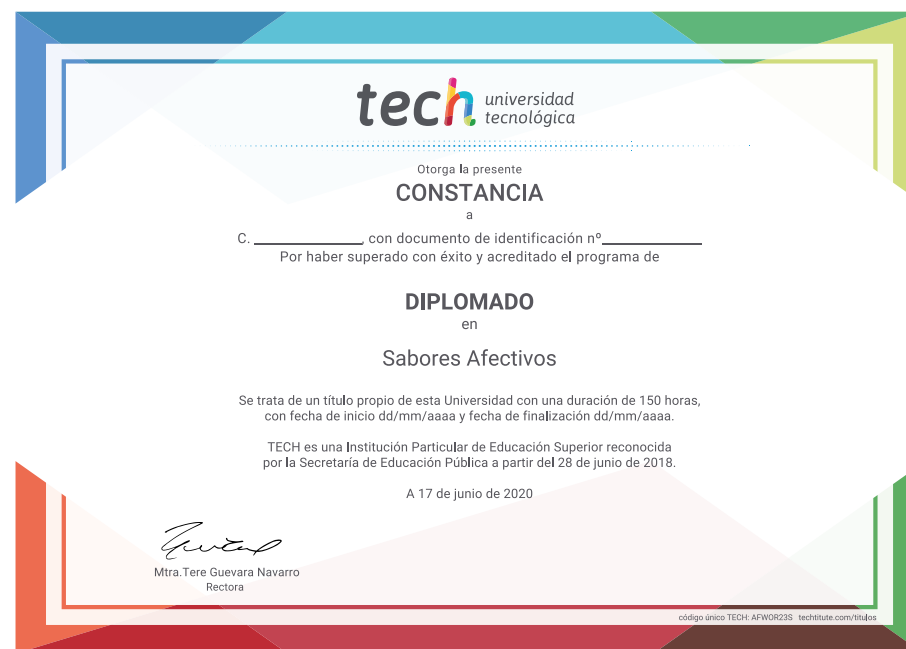 tech universidad
tecnológica
Otorga la presente
CONSTANCIA
a
C. ____________, con documento de identificación nº____________
Por haber superado con éxito y acreditado el programa de
DIPLOMADO
en
Sabores Afectivos
Se trata de un título propio de esta Universidad con una duración de 150 horas,
con fecha de inicio dd/mm/aaaa y fecha de finalización dd/mm/aaaa.
TECH es una Institución Particular de Educación Superior reconocida
por la Secretaría de Educación Pública a partir del 28 de junio de 2018.
A 17 de junio de 2020
Mtra.Tere Guevara Navarro
Rectora
código único TECH: AFWOR23S techtitute.com/titulos